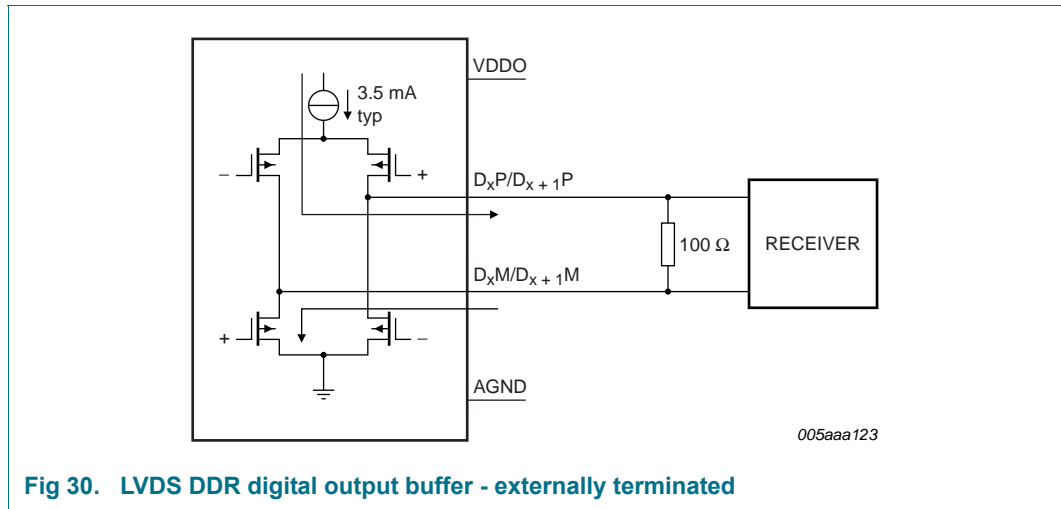 VDDO
3.5 mA
typ
−
+
DxP/Dx + 1P
100 Ω
RECEIVER
DxM/Dx + 1M
+
−
AGND
005aaa123
Fig 30. LVDS DDR digital output buffer - externally terminated